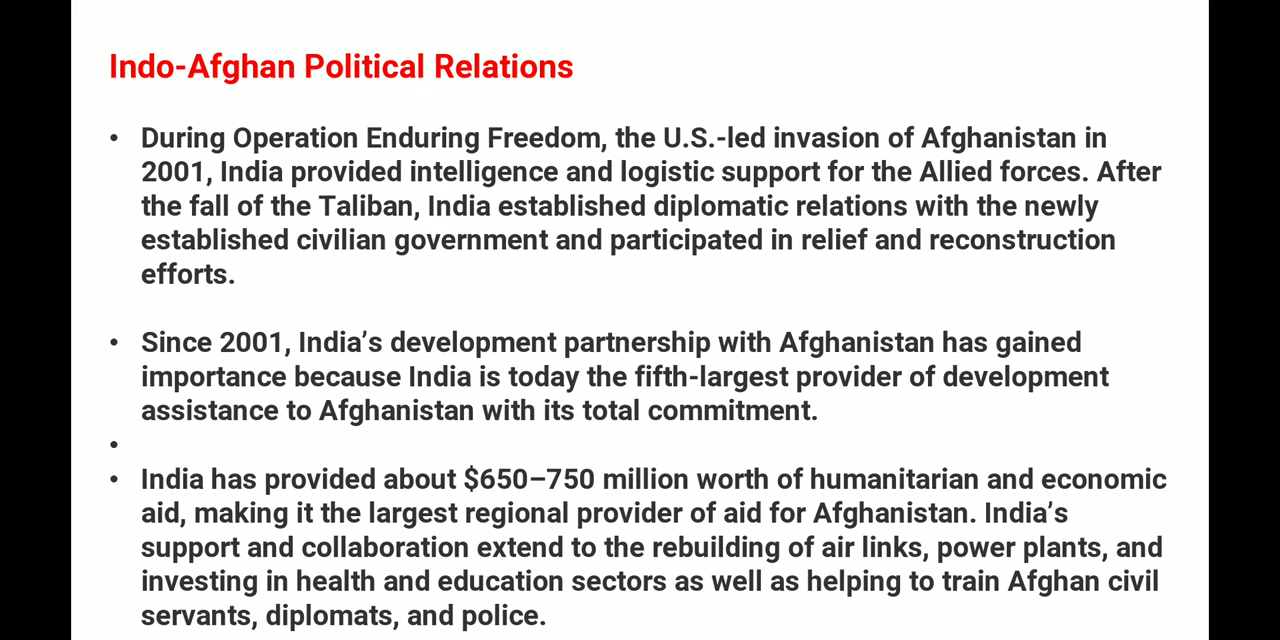 Indo-Afghan Political Relations
• During Operation Enduring Freedom, the U.S.-led invasion of Afghanistan in
2001, India provided intelligence and logistic support for the Allied forces. After
the fall of the Taliban, India established diplomatic relations with the newly
established civilian government and participated in relief and reconstruction
efforts.
• Since 2001, India’s development partnership with Afghanistan has gained
importance because India is today the fifth-largest provider of development
assistance to Afghanistan with its total commitment.
•
• India has provided about $650–750 million worth of humanitarian and economic
aid, making it the largest regional provider of aid for Afghanistan. India’s
support and collaboration extend to the rebuilding of air links, power plants, and
investing in health and education sectors as well as helping to train Afghan civil
servants, diplomats, and police.